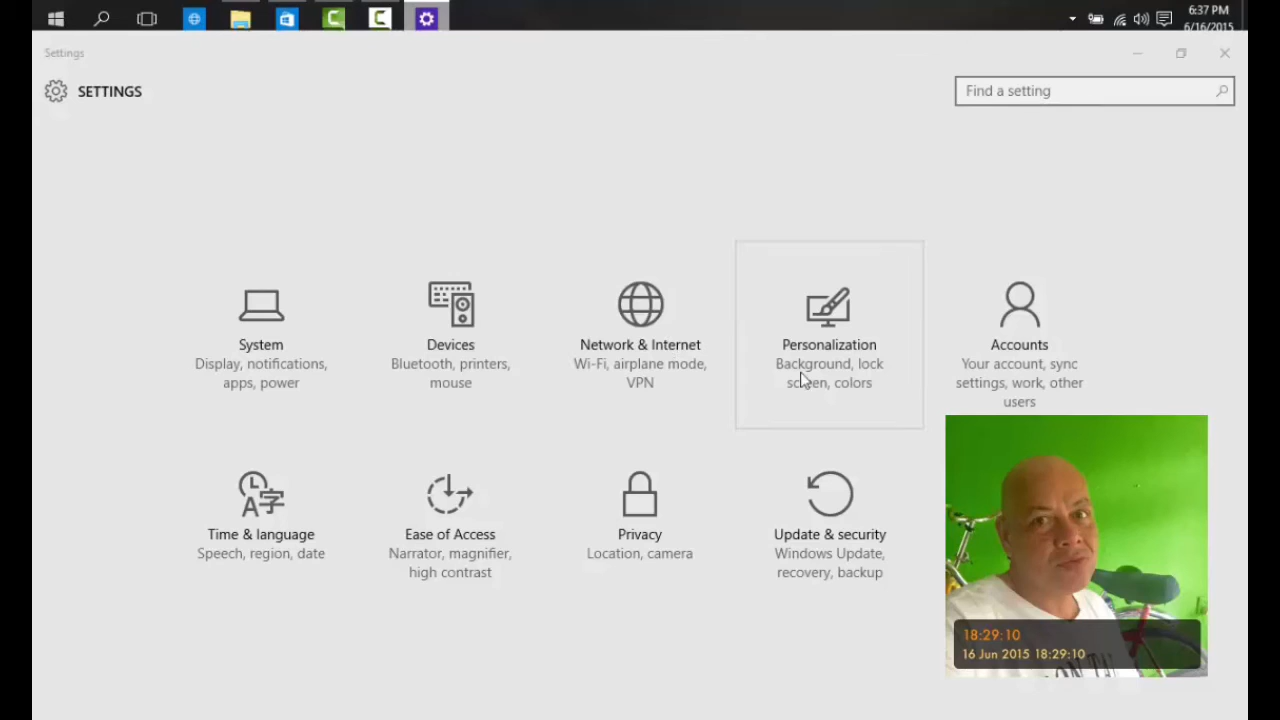 6:37 PM
6/16/2015
Settings
SETTINGS
Find a setting
System
Display, notifications,
apps, power
Devices
Bluetooth, printers,
mouse
Network & Internet
Wi-Fi, airplane mode,
VPN
Personalization
Background, lock
screen, colors
Accounts
Your account, sync
settings, work, other
users
Time & language
Speech, region, date
Ease of Access
Narrator, magnifier,
high contrast
Privacy
Location, camera
Update & security
Windows Update,
recovery, backup
18:29:10
16 Jun 2015 18:29:10